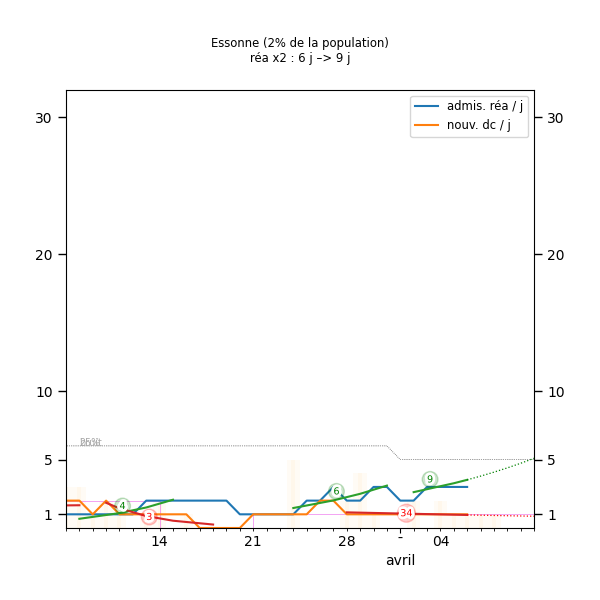 Essonne (2% de la population)
réa x2 : 6 j –> 9 j
admis. réa / j
nouv. dc / j
30 30
20 20
10 10
5 5
1 1
4 3 6 34 9
14 21 28 - 04
avril